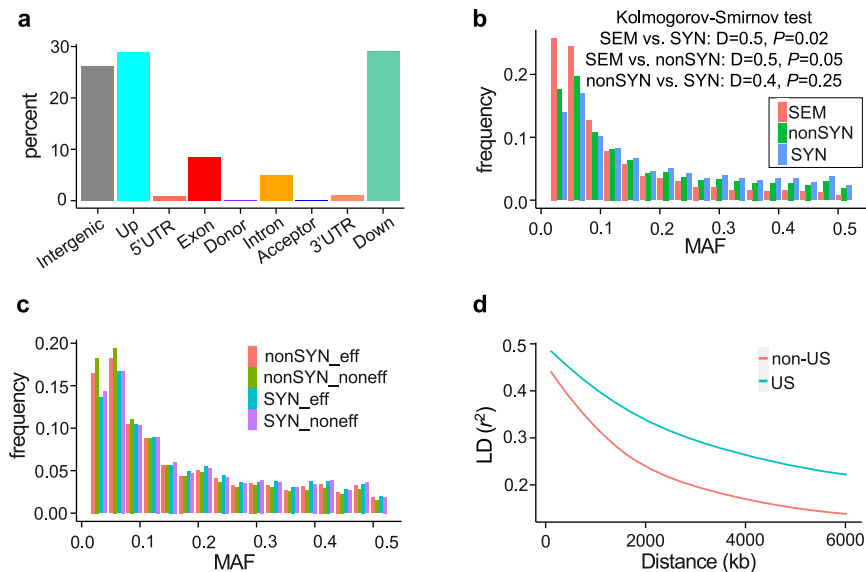 a
percent
30
20
10
0
Intergenic
Up
5'UTR
Exon
Donor
Intron
Acceptor
3'UTR
Down
b
Kolmogorov-Smirnov test
SEM vs. SYN: D=0.5, P=0.02
SEM vs. nonSYN: D=0.5, P=0.05
nonSYN vs. SYN: D=0.4, P=0.25
frequency
0.2
0.1
0.0
SEM
nonSYN
SYN
0.0 0.1 0.2 0.3 0.4 0.5
MAF
c
frequency
0.20
0.15
0.10
0.05
0.00
nonSYN_eff
nonSYN_noneff
SYN_eff
SYN_noneff
0.0 0.1 0.2 0.3 0.4 0.5
MAF
d
LD (r²)
0.5
0.4
0.3
0.2
non-US
US
0 2000 4000 6000
Distance (kb)